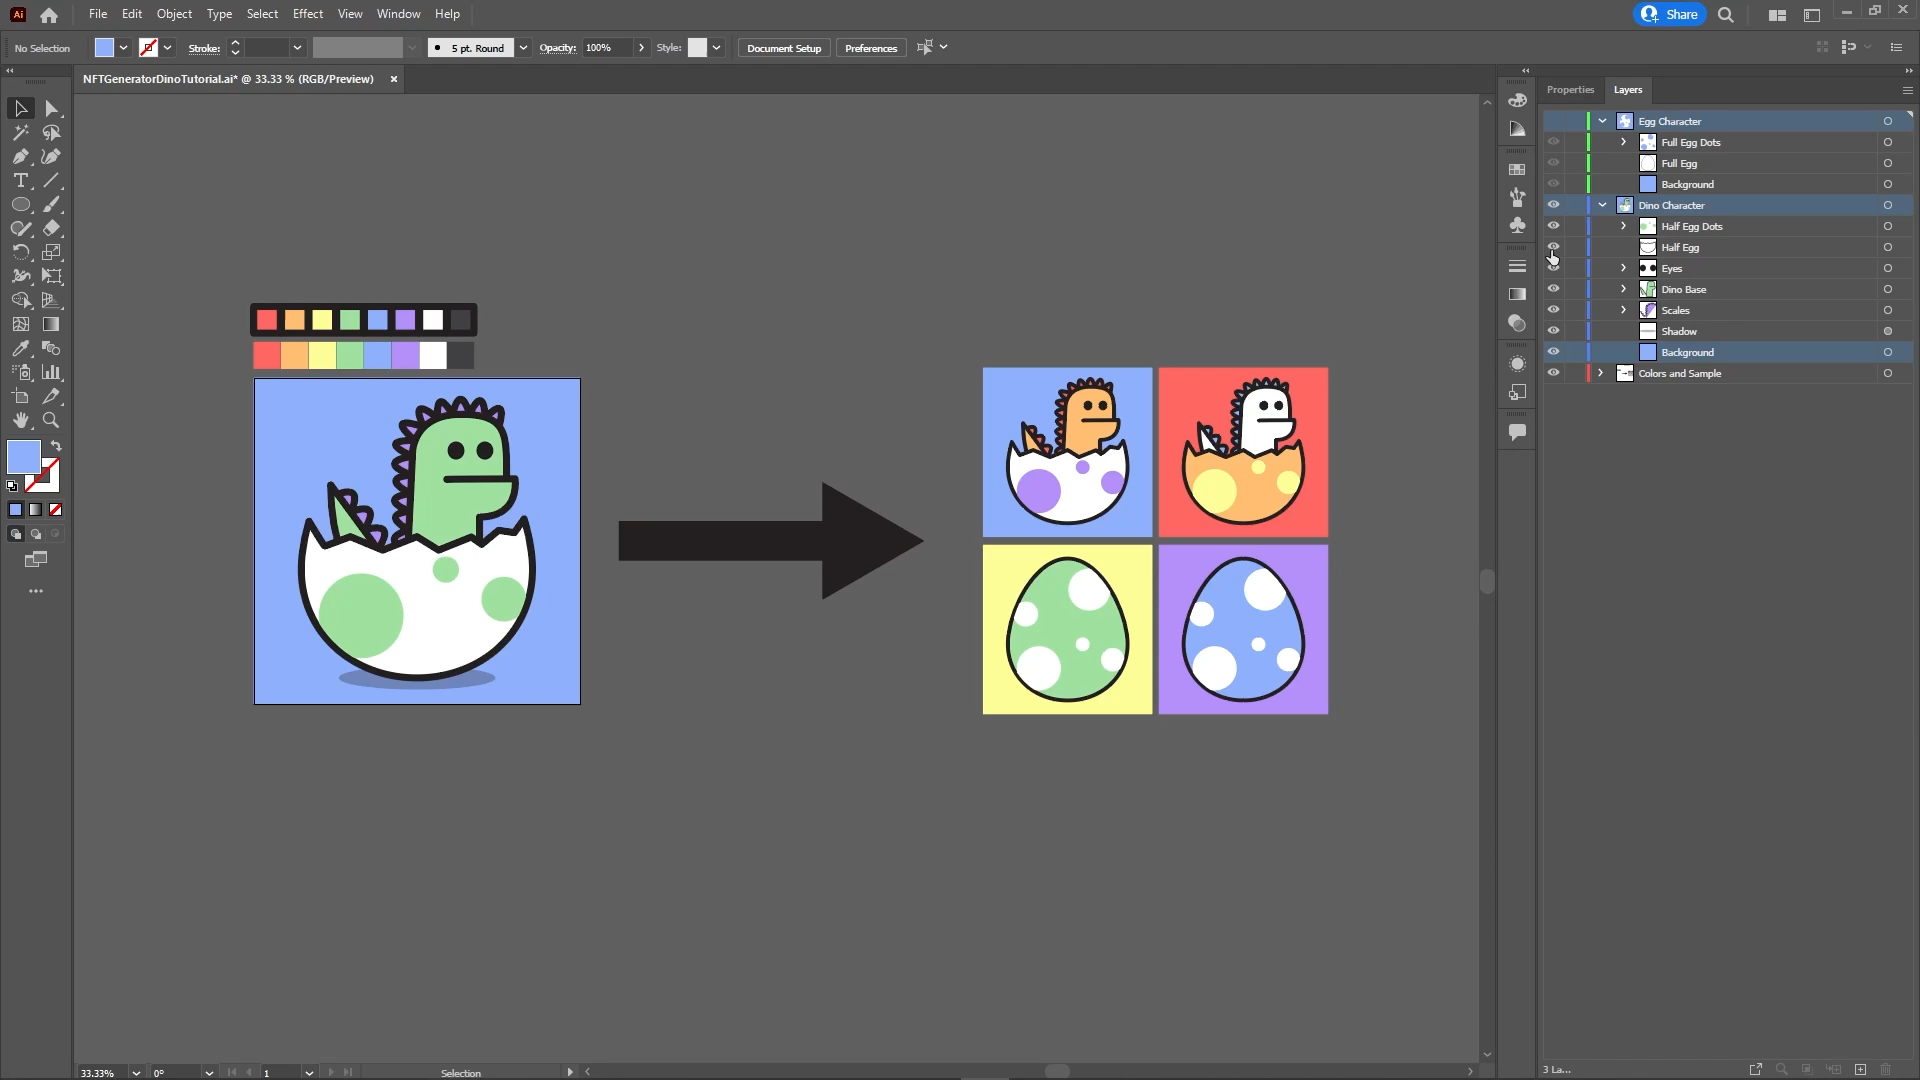 Ai File Edit Object Type Select Effect View Window Help Share
No Selection Stroke: 5 pt. Round Opacity: 100% Style: Document Setup Preferences
NFTGeneratorDinoTutorial.ai* @ 33.33 % (RGB/Preview)
Properties Layers
Egg Character
Full Egg Dots
Full Egg
Background
Dino Character
Half Egg Dots
Half Egg
Eyes
Dino Base
Scales
Shadow
Background
Colors and Sample
33.33% 0° 1 Selection 3 La...